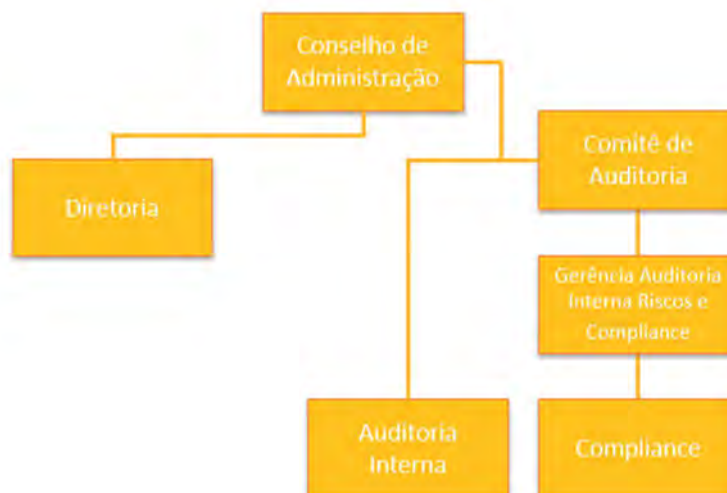 Conselho de
Administração
Comitê de
Auditoria
Diretoria
Gerência Auditoria
Interna Riscos e
Compliance
Auditoria
Interna
Compliance